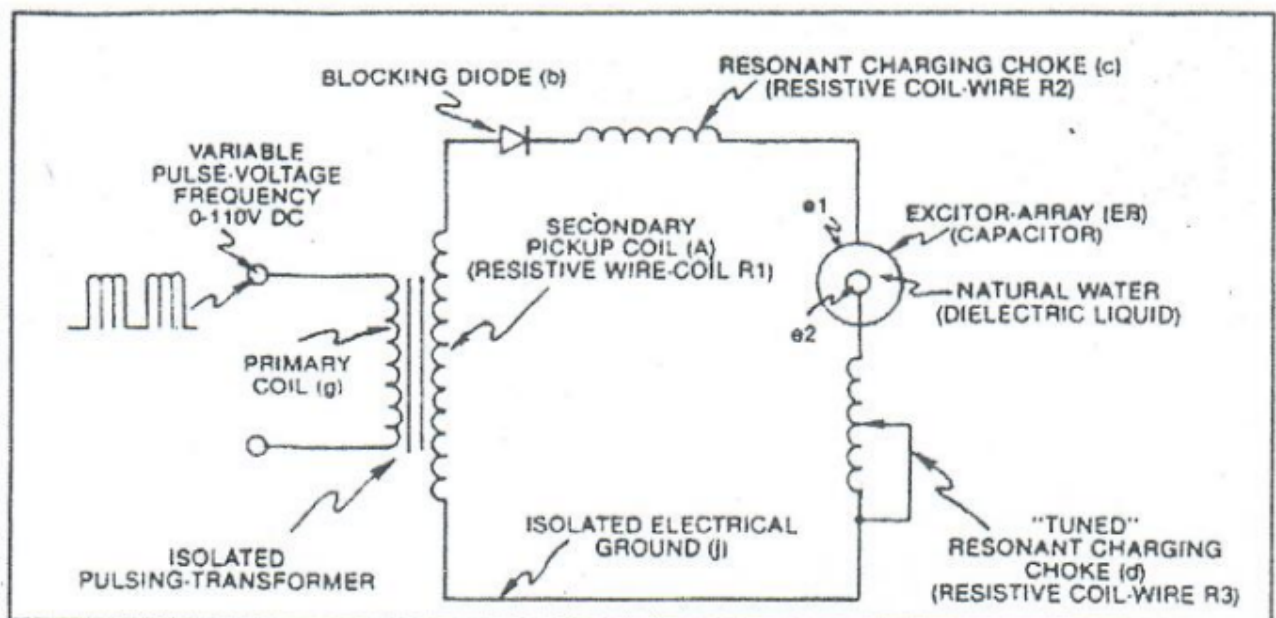 BLOCKING DIODE (b)
RESONANT CHARGING CHOKE (c)
(RESISTIVE COIL-WIRE R2)
VARIABLE
PULSE-VOLTAGE
FREQUENCY
0-110V DC
e1
EXCITOR-ARRAY (ER)
(CAPACITOR)
SECONDARY
PICKUP COIL (A)
(RESISTIVE WIRE-COIL R1)
NATURAL WATER
(DIELECTRIC LIQUID)
e2
PRIMARY
COIL (g)
ISOLATED ELECTRICAL
GROUND (j)
ISOLATED
PULSING-TRANSFORMER
"TUNED"
RESONANT CHARGING
CHOKE (d)
(RESISTIVE COIL-WIRE R3)